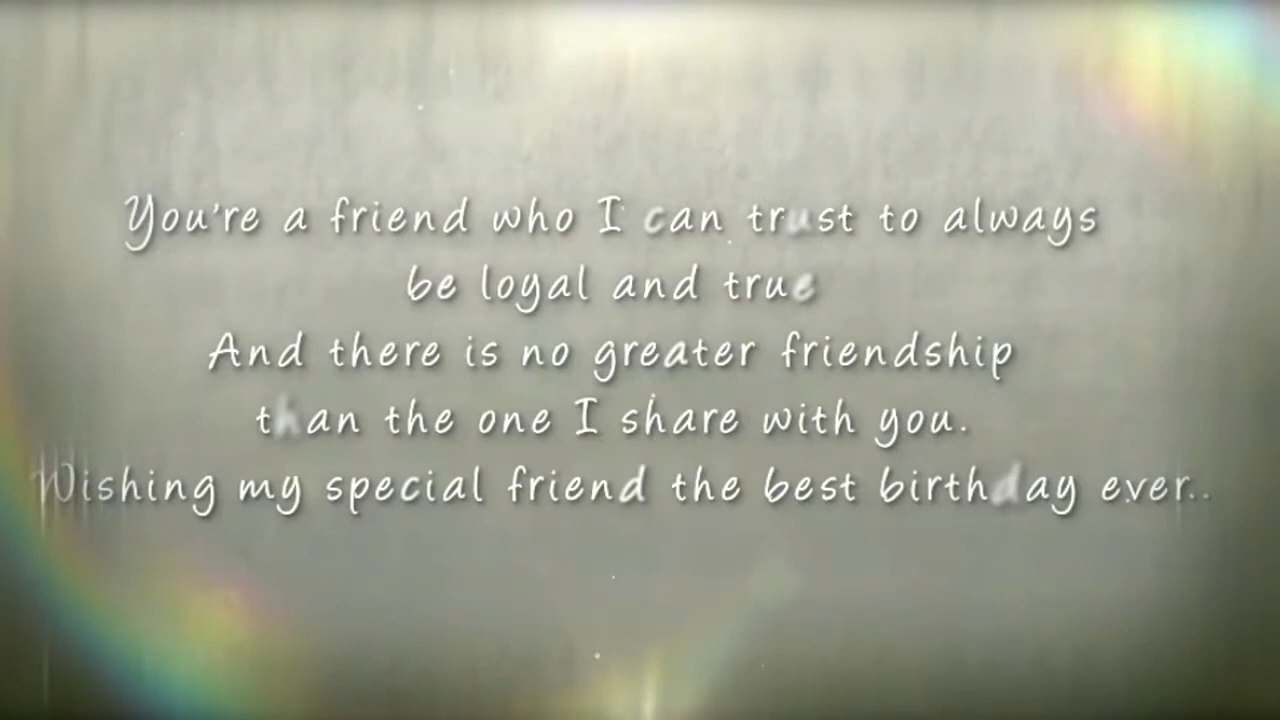 You're a friend who I can trust to always
be loyal and true
And there is no greater friendship
than the one I share with you.
Wishing my special friend the best birthday ever..